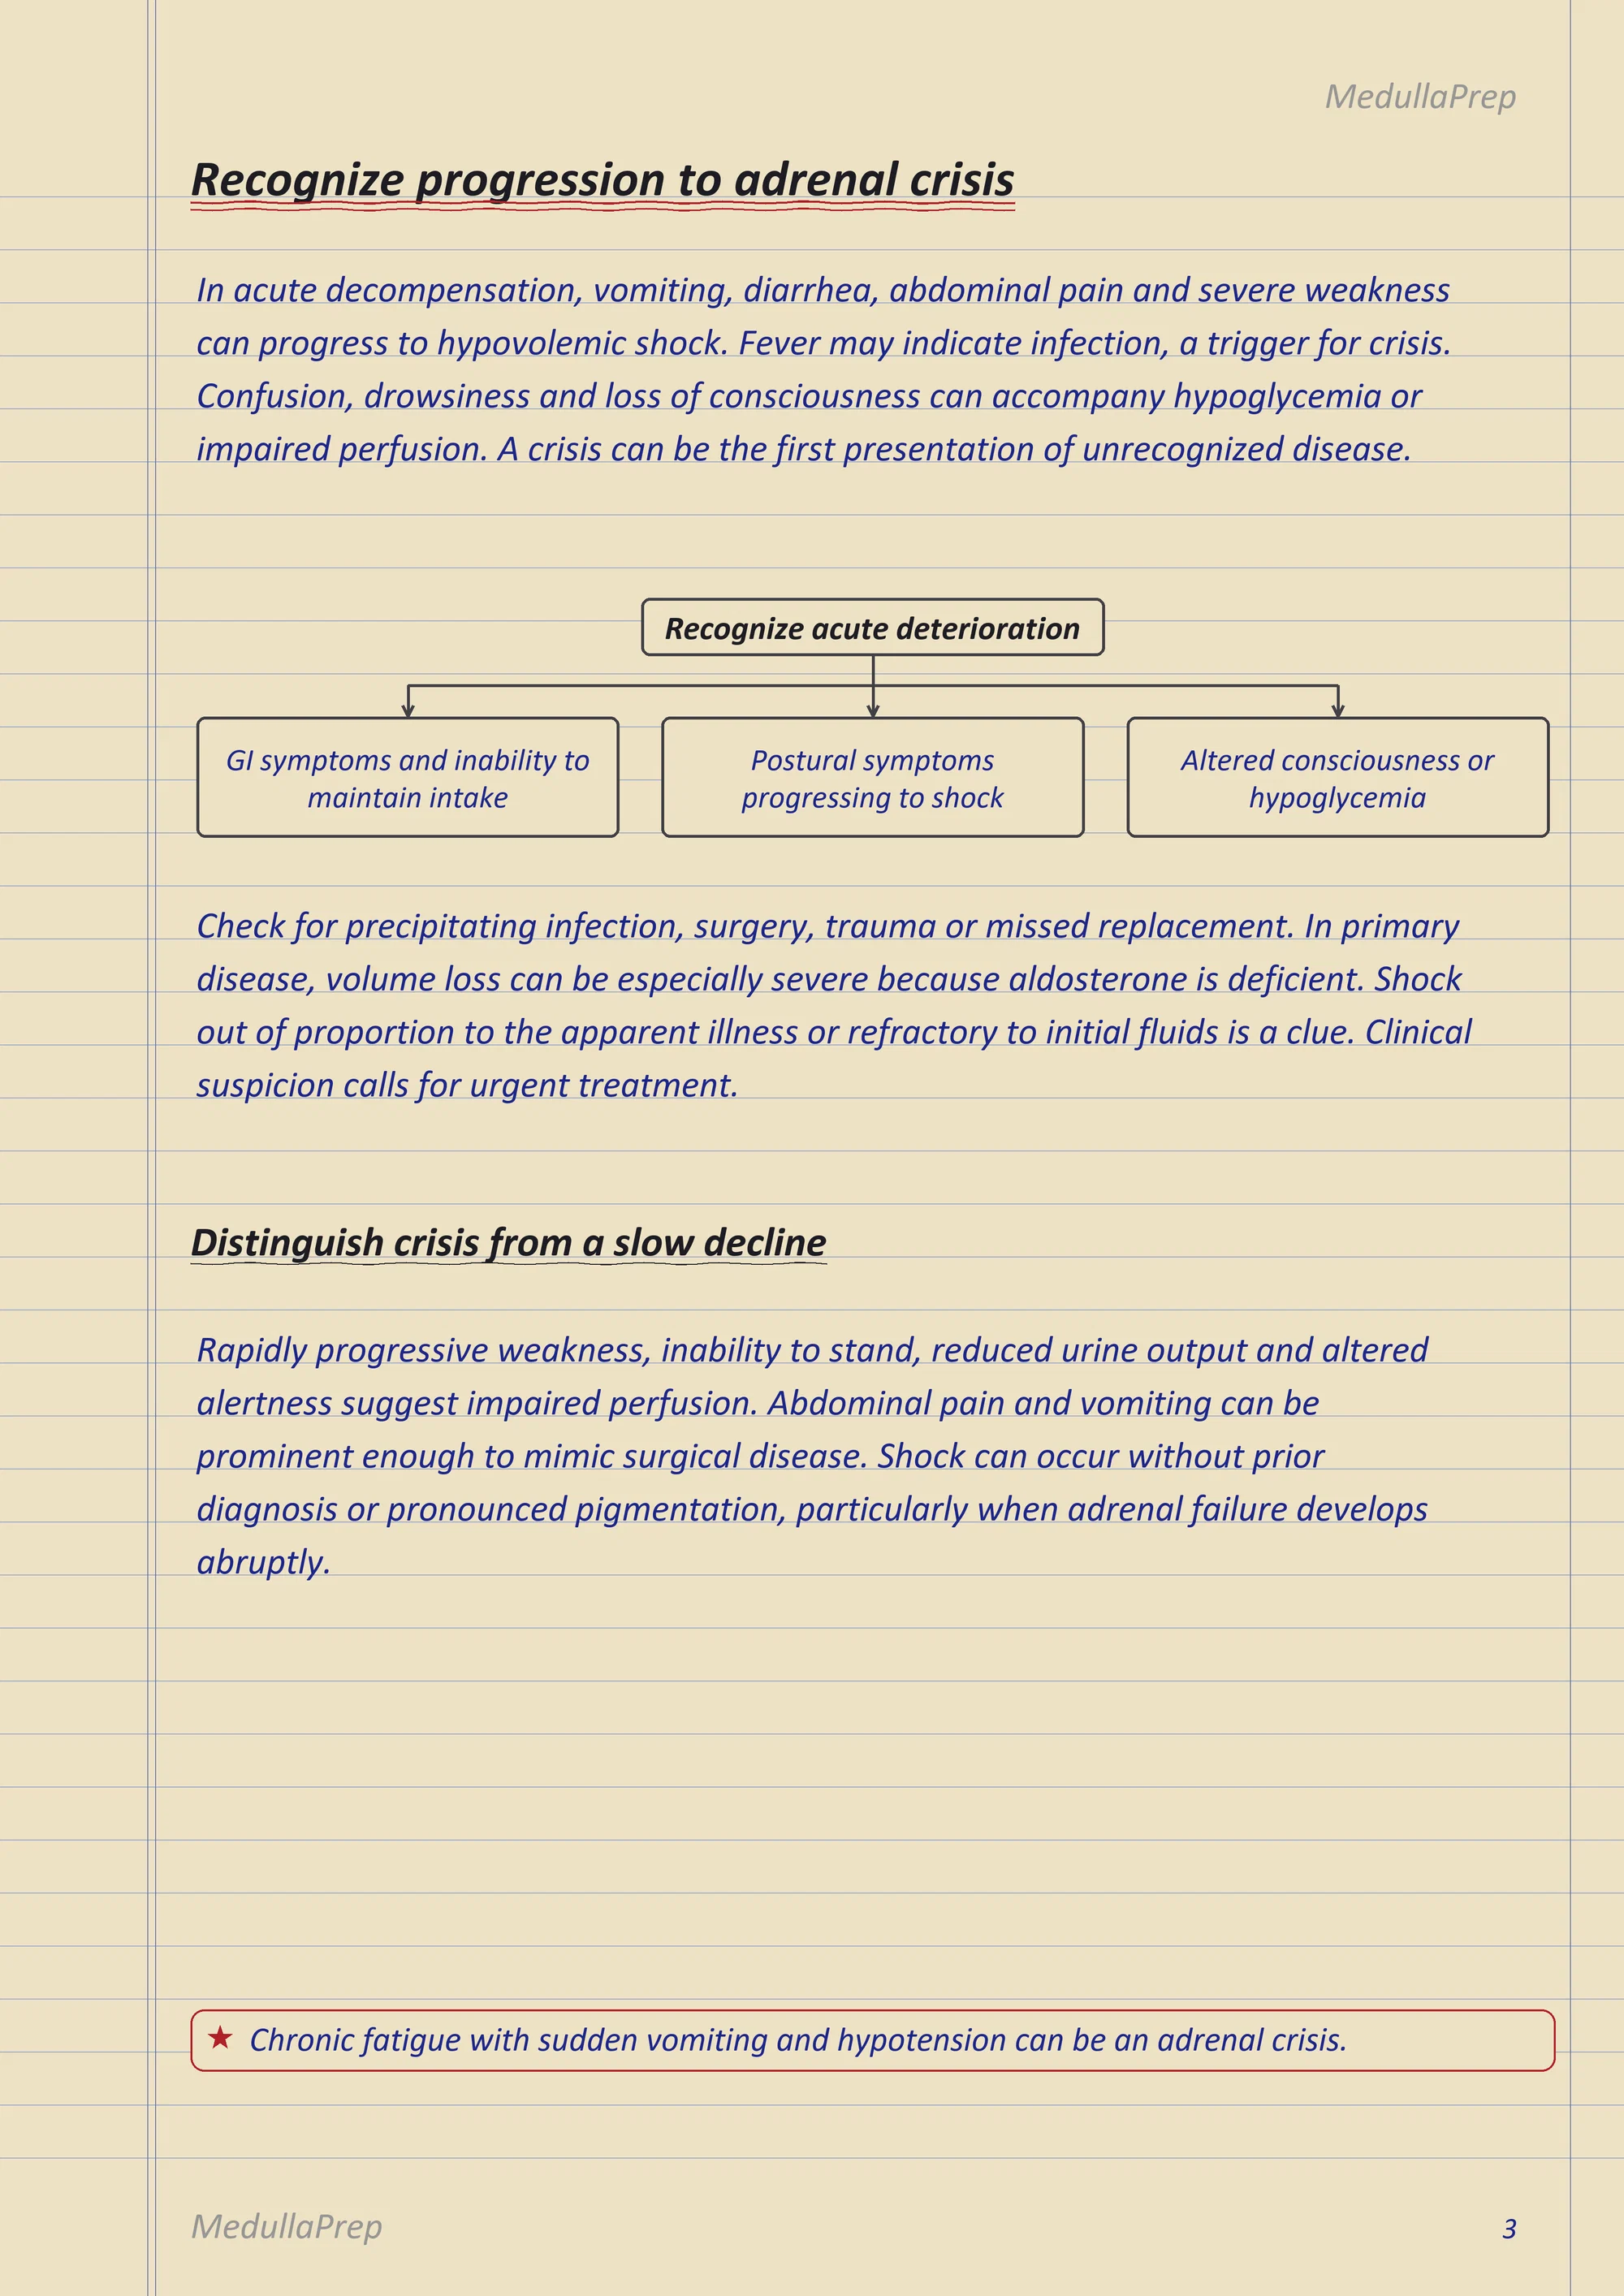 MedullaPrep
Recognize progression to adrenal crisis
In acute decompensation, vomiting, diarrhea, abdominal pain and severe weakness
can progress to hypovolemic shock. Fever may indicate infection, a trigger for crisis.
Confusion, drowsiness and loss of consciousness can accompany hypoglycemia or
impaired perfusion. A crisis can be the first presentation of unrecognized disease.
Recognize acute deterioration
GI symptoms and inability to
maintain intake
Postural symptoms
progressing to shock
Altered consciousness or
hypoglycemia
Check for precipitating infection, surgery, trauma or missed replacement. In primary
disease, volume loss can be especially severe because aldosterone is deficient. Shock
out of proportion to the apparent illness or refractory to initial fluids is a clue. Clinical
suspicion calls for urgent treatment.
Distinguish crisis from a slow decline
Rapidly progressive weakness, inability to stand, reduced urine output and altered
alertness suggest impaired perfusion. Abdominal pain and vomiting can be
prominent enough to mimic surgical disease. Shock can occur without prior
diagnosis or pronounced pigmentation, particularly when adrenal failure develops
abruptly.
★ Chronic fatigue with sudden vomiting and hypotension can be an adrenal crisis.
MedullaPrep
3